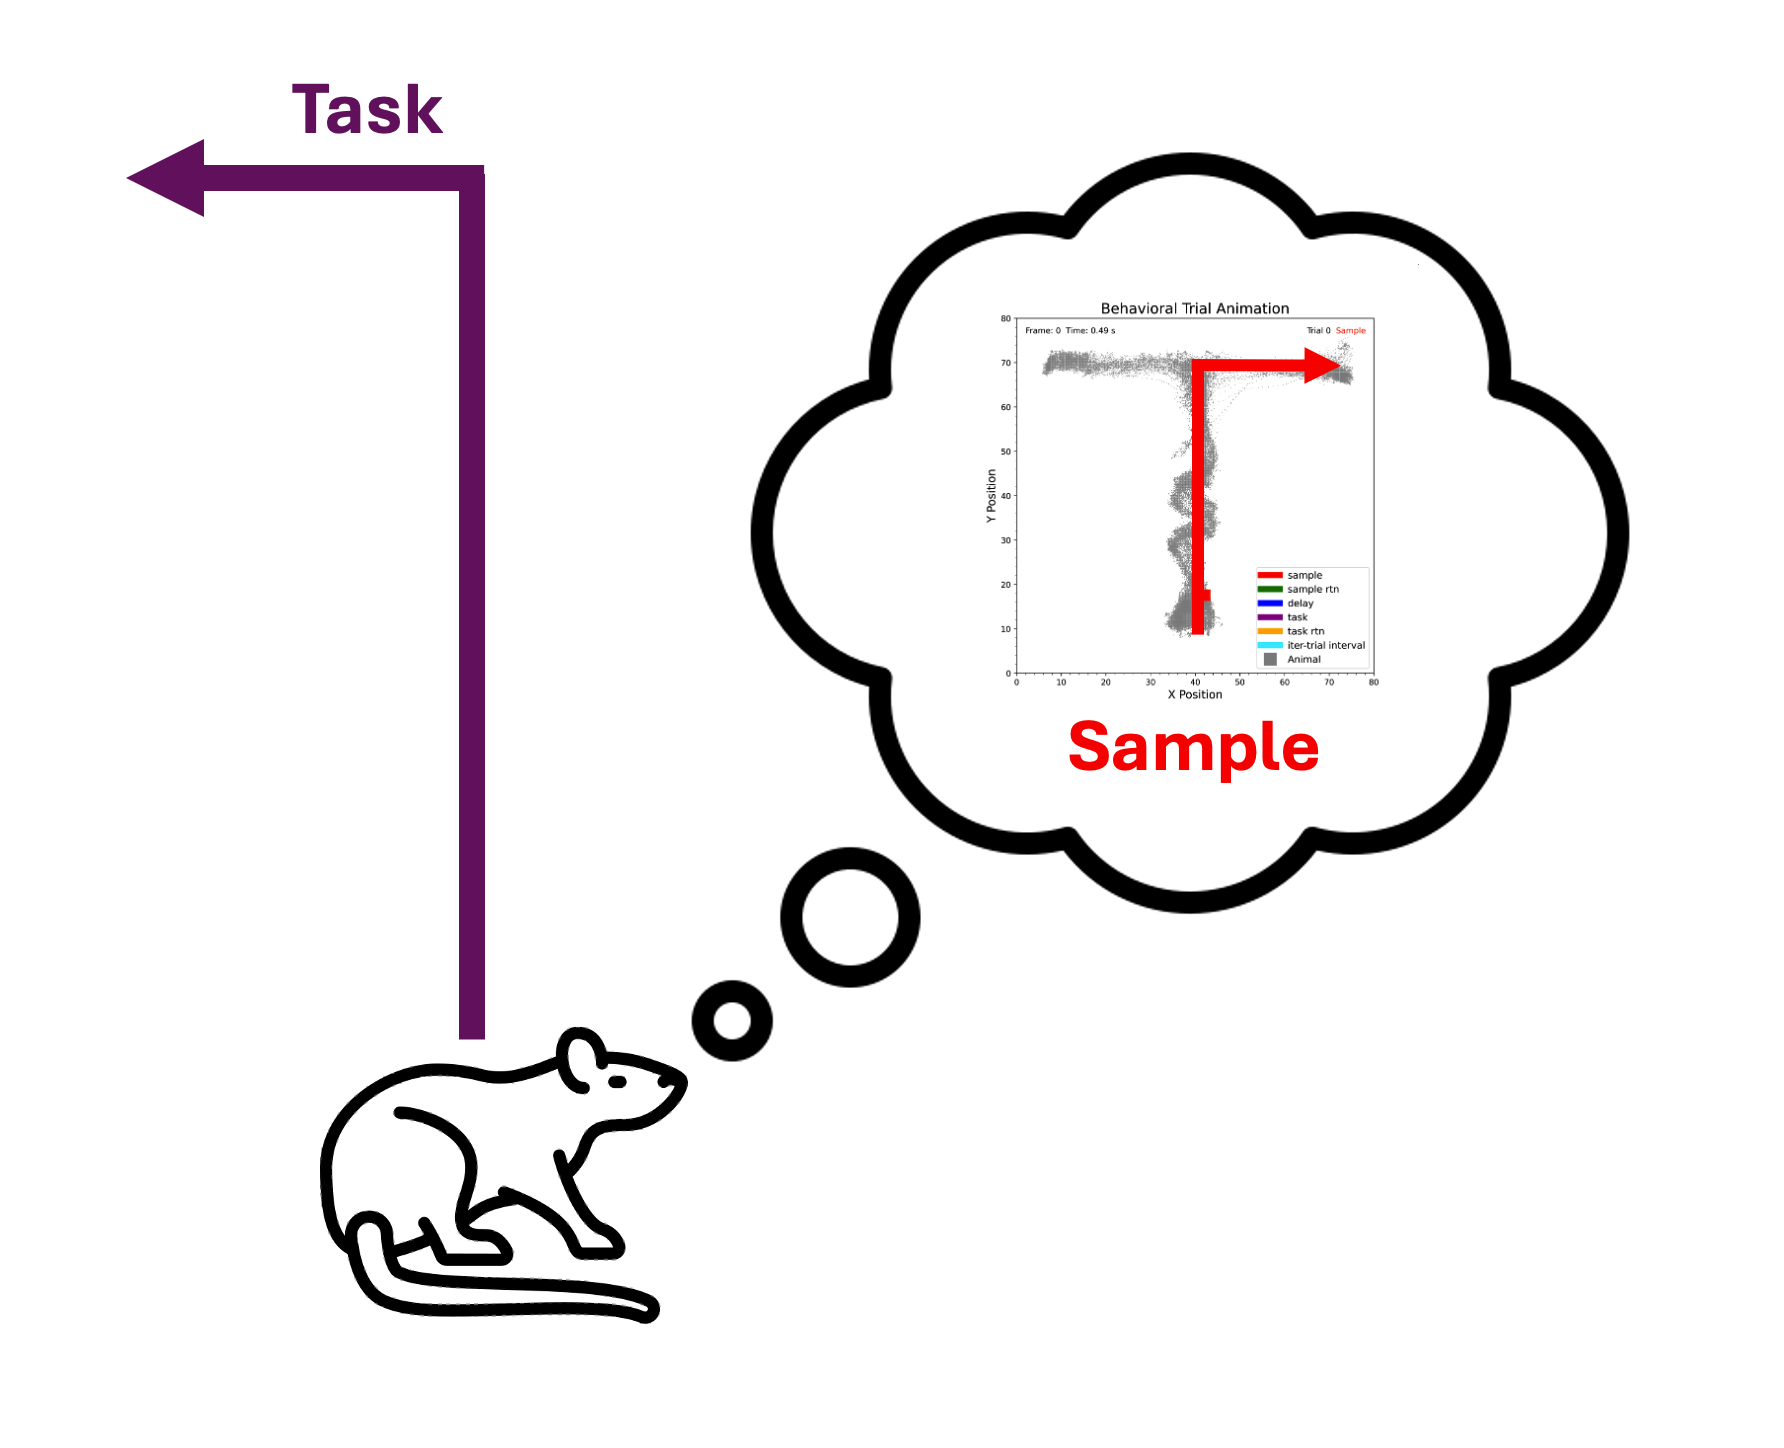 Task
Behavioral Trial Animation
Frame: 0 Time: 0.49 s
Trial 0 Sample
80
70
60
50
40
30
20
10
0
Y Position
sample
sample rtn
delay
task
task rtn
iter-trial interval
Animal
0 10 20 30 40 50 60 70 80
X Position
Sample